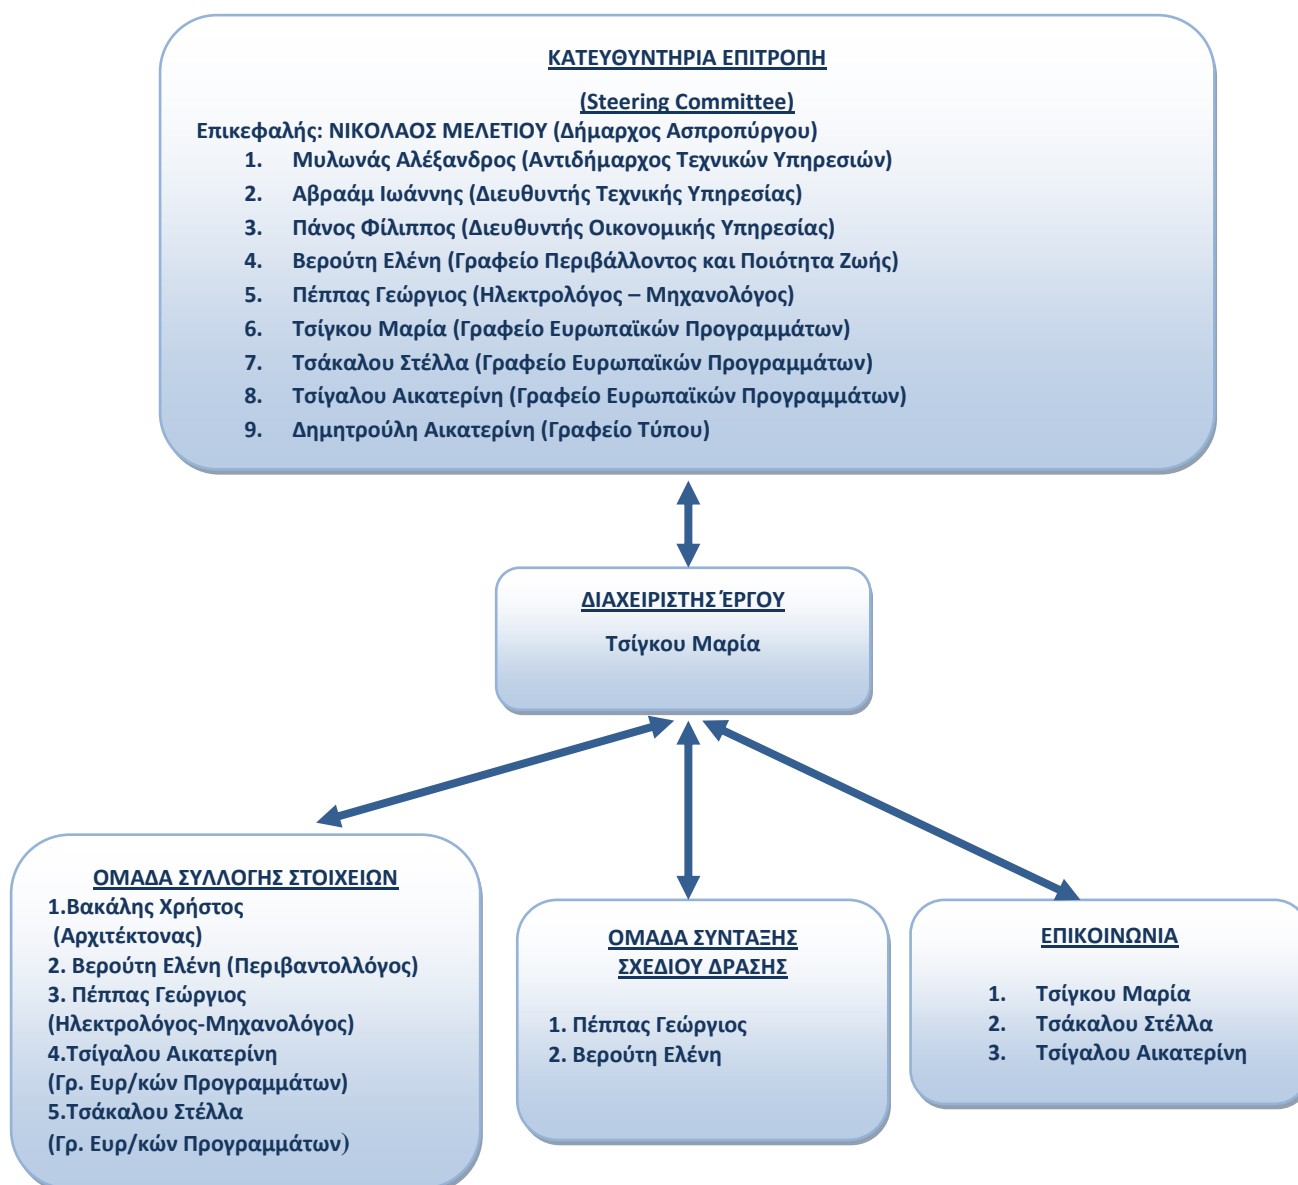 ΚΑΤΕΥΘΥΝΤΗΡΙΑ ΕΠΙΤΡΟΠΗ
(Steering Committee)
Επικεφαλής: ΝΙΚΟΛΑΟΣ ΜΕΛΕΤΙΟΥ (Δήμαρχος Ασπροπύργου)
1. Μυλωνάς Αλέξανδρος (Αντιδήμαρχος Τεχνικών Υπηρεσιών)
2. Αβραάμ Ιωάννης (Διευθυντής Τεχνικής Υπηρεσίας)
3. Πάνος Φίλιππος (Διευθυντής Οικονομικής Υπηρεσίας)
4. Βερούτη Ελένη (Γραφείο Περιβάλλοντος και Ποιότητα Ζωής)
5. Πέππας Γεώργιος (Ηλεκτρολόγος – Μηχανολόγος)
6. Τσίγκου Μαρία (Γραφείο Ευρωπαϊκών Προγραμμάτων)
7. Τσάκαλου Στέλλα (Γραφείο Ευρωπαϊκών Προγραμμάτων)
8. Τσίγαλου Αικατερίνη (Γραφείο Ευρωπαϊκών Προγραμμάτων)
9. Δημητρούλη Αικατερίνη (Γραφείο Τύπου)
ΔΙΑΧΕΙΡΙΣΤΗΣ ΈΡΓΟΥ
Τσίγκου Μαρία
ΟΜΑΔΑ ΣΥΛΛΟΓΗΣ ΣΤΟΙΧΕΙΩΝ
1.Βακάλης Χρήστος
(Αρχιτέκτονας)
2. Βερούτη Ελένη (Περιβαντολλόγος)
3. Πέππας Γεώργιος
(Ηλεκτρολόγος-Μηχανολόγος)
4.Τσίγαλου Αικατερίνη
(Γρ. Ευρ/κών Προγραμμάτων)
5.Τσάκαλου Στέλλα
(Γρ. Ευρ/κών Προγραμμάτων)
ΟΜΑΔΑ ΣΥΝΤΑΞΗΣ
ΣΧΕΔΙΟΥ ΔΡΑΣΗΣ
1. Πέππας Γεώργιος
2. Βερούτη Ελένη
ΕΠΙΚΟΙΝΩΝΙΑ
1. Τσίγκου Μαρία
2. Τσάκαλου Στέλλα
3. Τσίγαλου Αικατερίνη